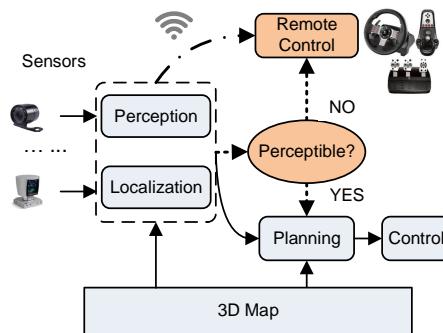 Remote
Control
Sensors
NO
Perception
Perceptible?
... ...
YES
Localization
Planning
Control
3D Map